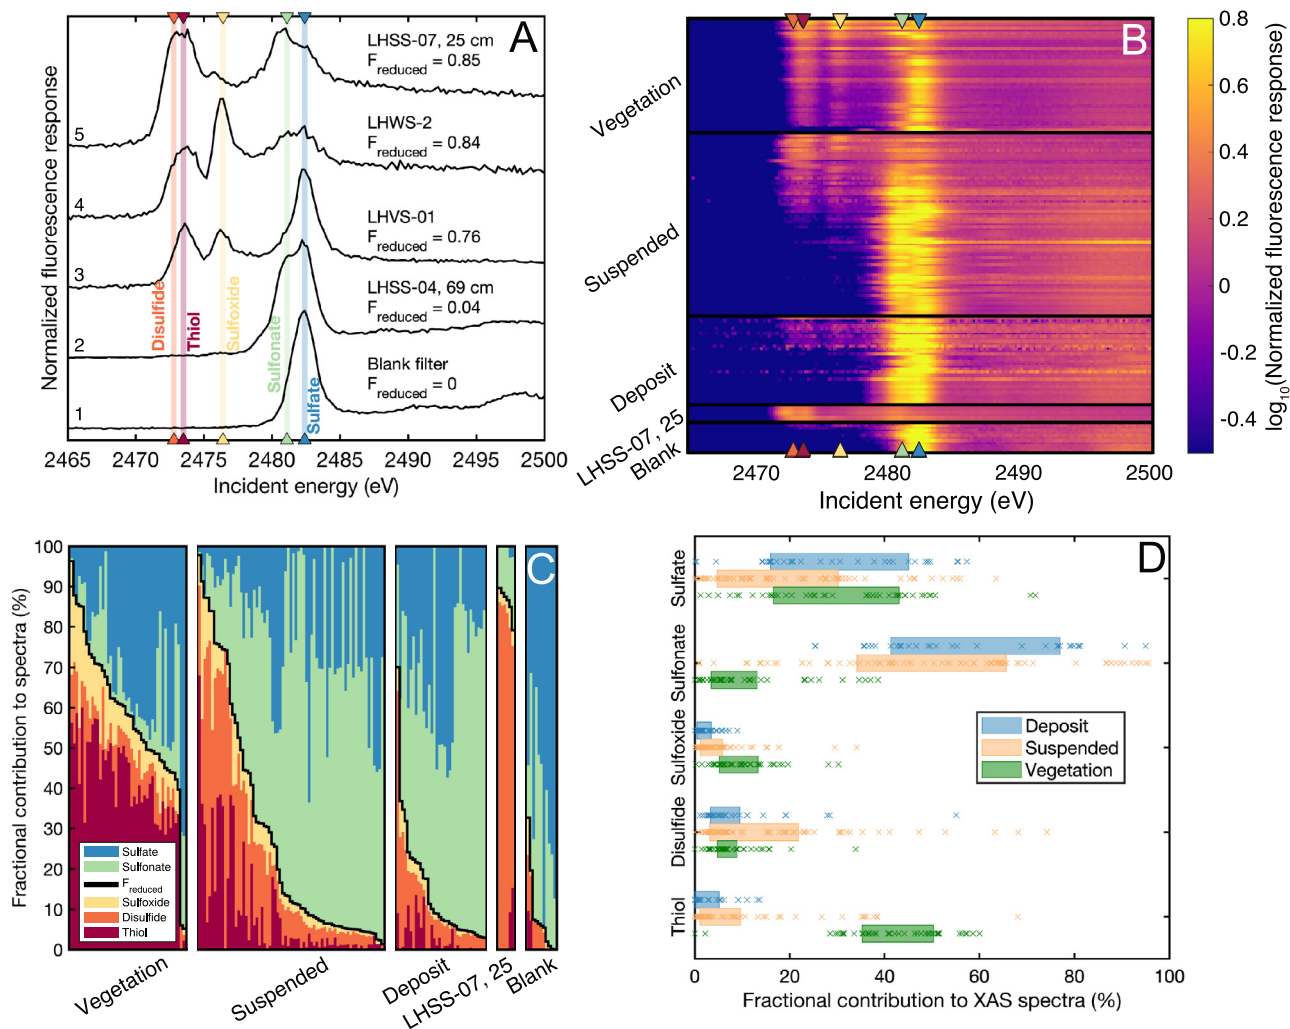 A
Normalized fluorescence response
LHSS-07, 25 cm
F reduced = 0.85
5
LHWS-2
F reduced = 0.84
4
LHVS-01
F reduced = 0.76
3
LHSS-04, 69 cm
F reduced = 0.04
2
Blank filter
F reduced = 0
1
Disulfide
Thiol
Sulfoxide
Sulfonate
Sulfate
2465 2470 2475 2480 2485 2490 2495 2500
Incident energy (eV)
B
Vegetation
Suspended
Deposit
LHSS-07, 25
Blank
2470 2480 2490 2500
Incident energy (eV)
0.8
0.6
0.4
0.2
0
-0.2
-0.4
log10(Normalized fluorescence response)
C
Fractional contribution to spectra (%)
100
90
80
70
60
50
40
30
20
10
0
Sulfate
Sulfonate
F reduced
Sulfoxide
Disulfide
Thiol
Vegetation
Suspended
Deposit
LHSS-07, 25
Blank
D
Sulfate
Sulfonate
Sulfoxide
Disulfide
Thiol
Deposit
Suspended
Vegetation
0 20 40 60 80 100
Fractional contribution to XAS spectra (%)